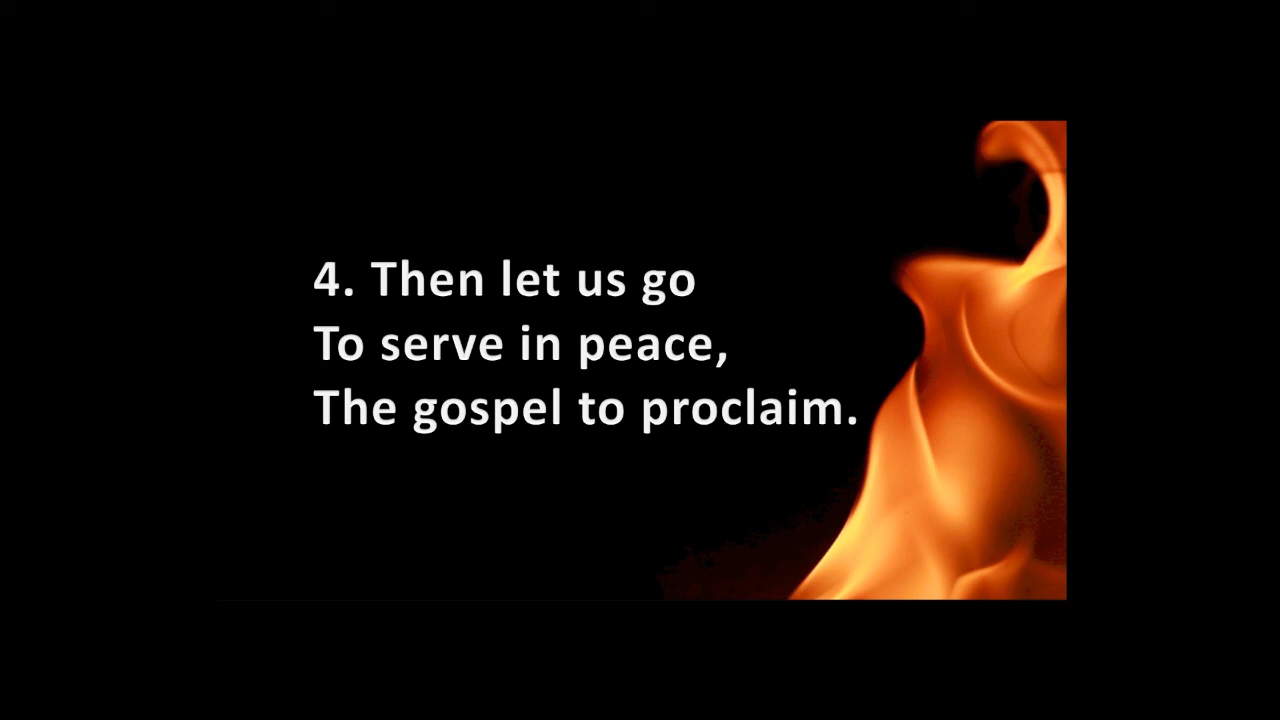 4. Then let us go
To serve in peace,
The gospel to proclaim.